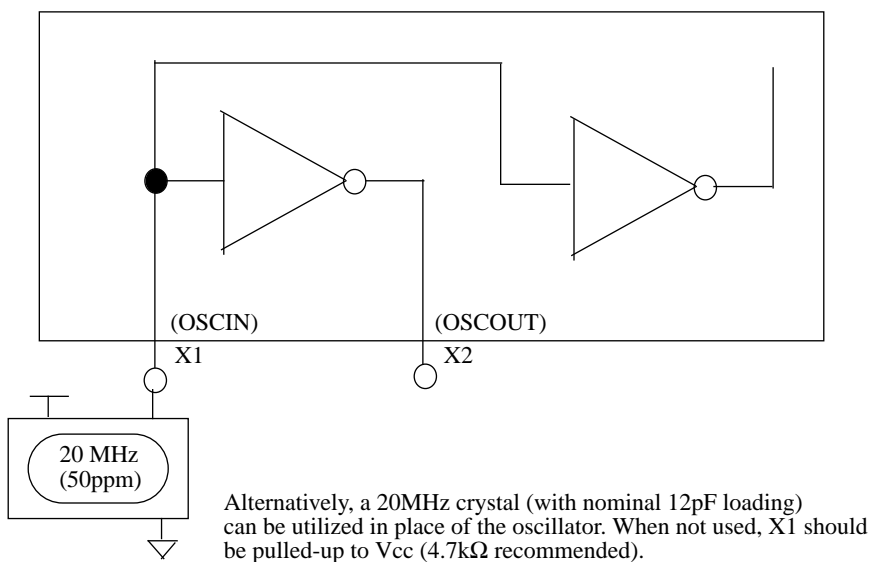 (OSCIN)
(OSCOUT)
X1
X2
20 MHz
(50ppm)
Alternatively, a 20MHz crystal (with nominal 12pF loading)
can be utilized in place of the oscillator. When not used, X1 should
be pulled-up to Vcc (4.7kΩ recommended).